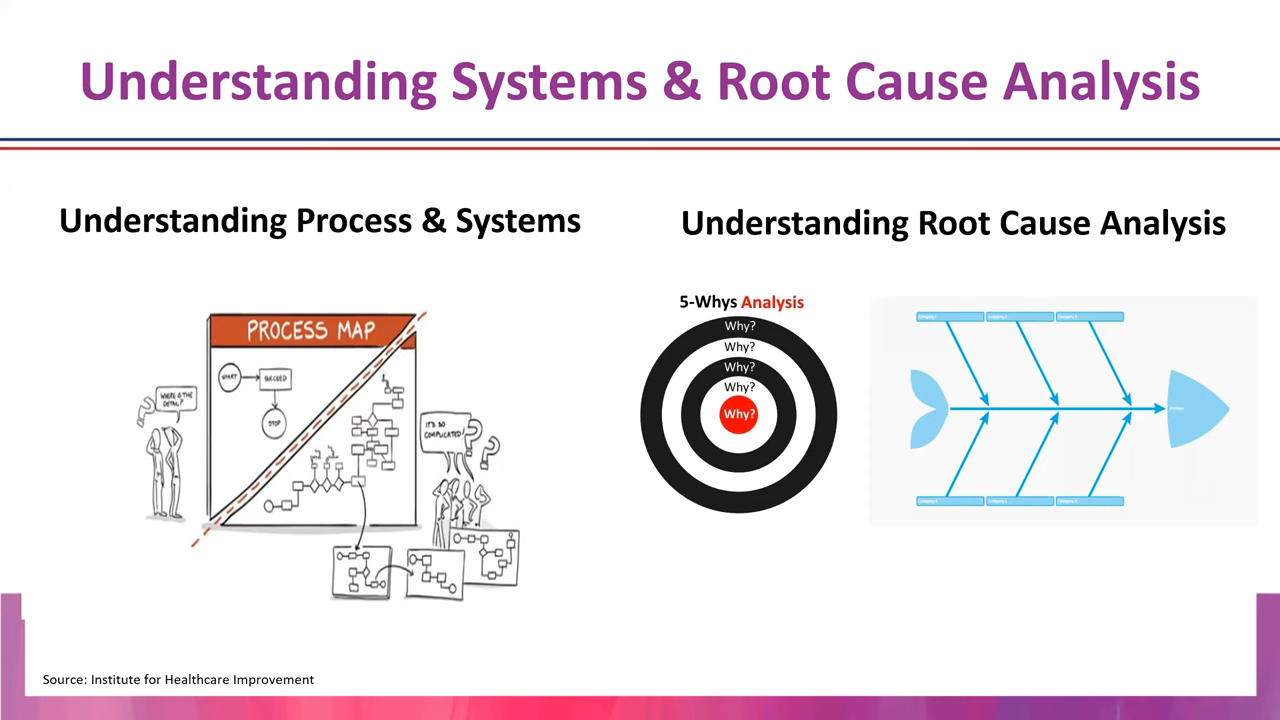 Understanding Systems & Root Cause Analysis
Understanding Process & Systems
Understanding Root Cause Analysis
PROCESS MAP
START
SUCCEED
STOP
WHERE IS THE
DETAIL?
IT'S SO
COMPLICATED!
5-Whys Analysis
Why?
Why?
Why?
Why?
Why?
Source: Institute for Healthcare Improvement